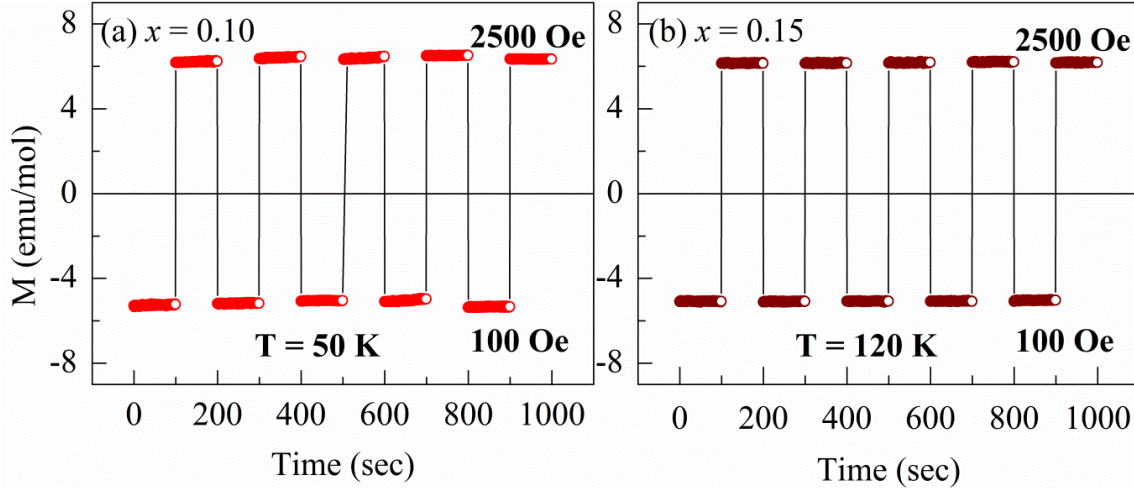 (a) x = 0.10
2500 Oe
8
4
0
-4
-8
M (emu/mol)
T = 50 K
100 Oe
0 200 400 600 800 1000
Time (sec)
(b) x = 0.15
2500 Oe
8
4
0
-4
-8
T = 120 K
100 Oe
0 200 400 600 800 1000
Time (sec)